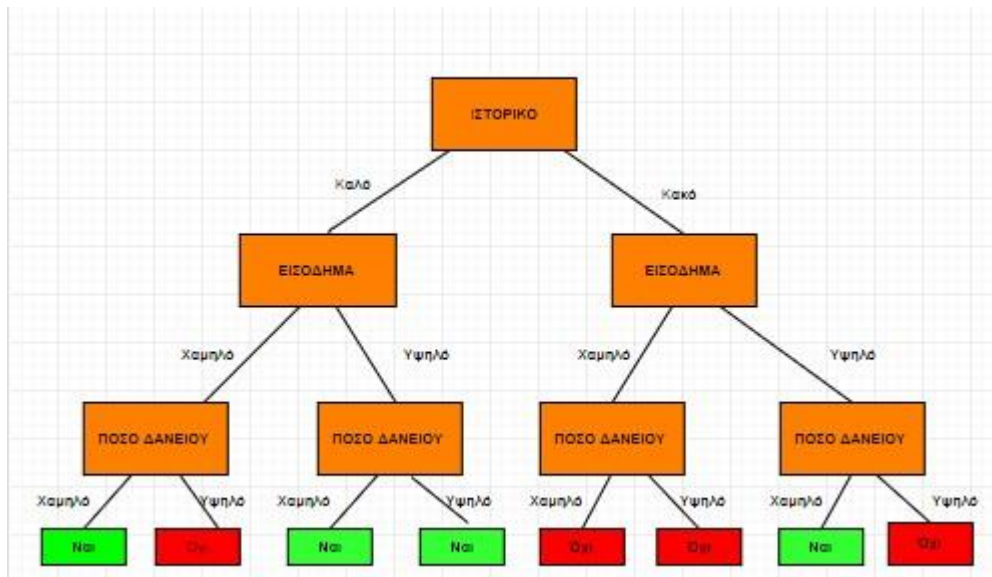 ΙΣΤΟΡΙΚΟ
Καλό
Κακό
ΕΙΣΟΔΗΜΑ
ΕΙΣΟΔΗΜΑ
Χαμηλό
Υψηλό
Χαμηλό
Υψηλό
ΠΟΣΟ ΔΑΝΕΙΟΥ
ΠΟΣΟ ΔΑΝΕΙΟΥ
ΠΟΣΟ ΔΑΝΕΙΟΥ
ΠΟΣΟ ΔΑΝΕΙΟΥ
Χαμηλό
Υψηλό
Χαμηλό
Υψηλό
Χαμηλό
Υψηλό
Χαμηλό
Υψηλό
Ναι
Όχι
Ναι
Ναι
Όχι
Όχι
Ναι
Όχι